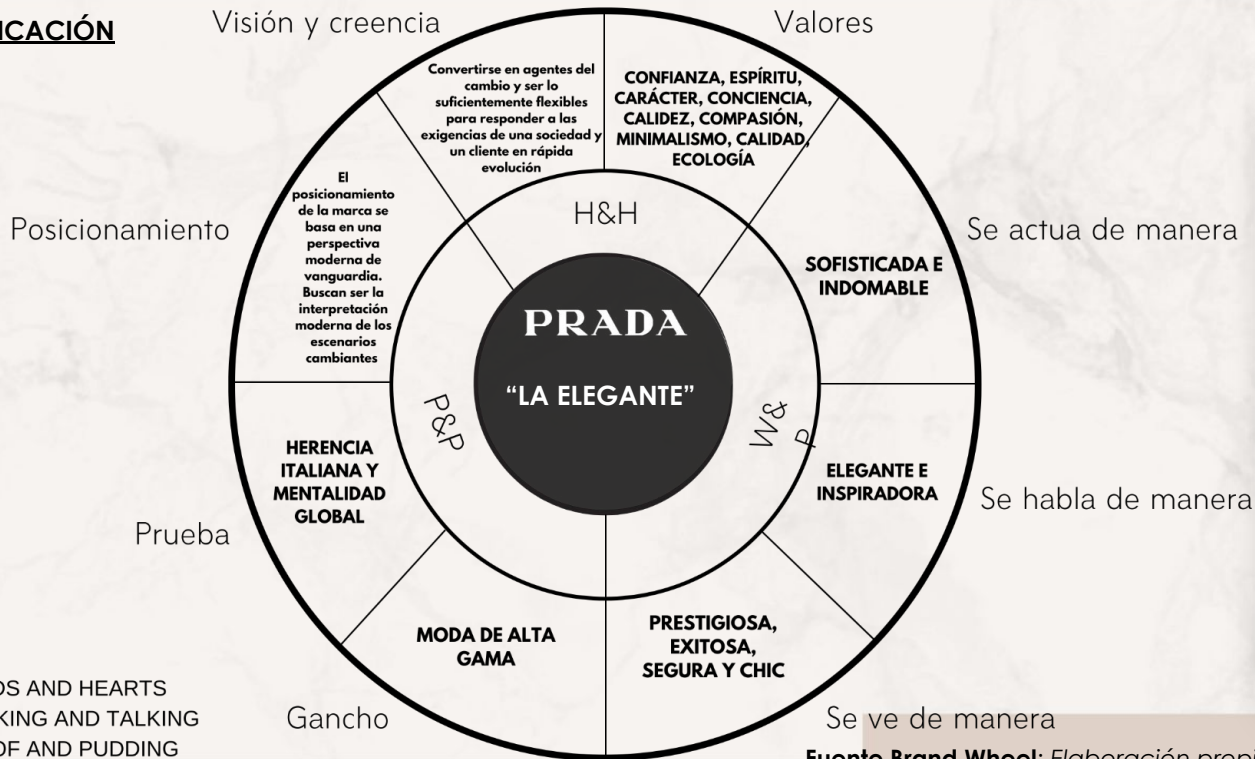 Visión y creencia
Valores
Convertirse en agentes del
cambio y ser lo
suficientemente flexibles
para responder a las
exigencias de una sociedad y
un cliente en rápida
evolución
CONFIANZA, ESPÍRITU,
CARÁCTER, CONCIENCIA,
CALIDEZ, COMPASIÓN,
MINIMALISMO, CALIDAD,
ECOLOGÍA
Posicionamiento
El
posicionamiento
de la marca se
basa en una
perspectiva
moderna de
vanguardia.
Buscan ser la
interpretación
moderna de los
escenarios
cambiantes
H&H
Se actua de manera
SOFISTICADA E
INDOMABLE
PRADA
“LA ELEGANTE”
P&P
W&
P
Prueba
HERENCIA
ITALIANA Y
MENTALIDAD
GLOBAL
ELEGANTE E
INSPIRADORA
Se habla de manera
Gancho
MODA DE ALTA
GAMA
PRESTIGIOSA,
EXITOSA,
SEGURA Y CHIC
Se ve de manera
AND HEARTS
AND TALKING
AND PUDDING
Fuente Brand Wheel: Elaboración